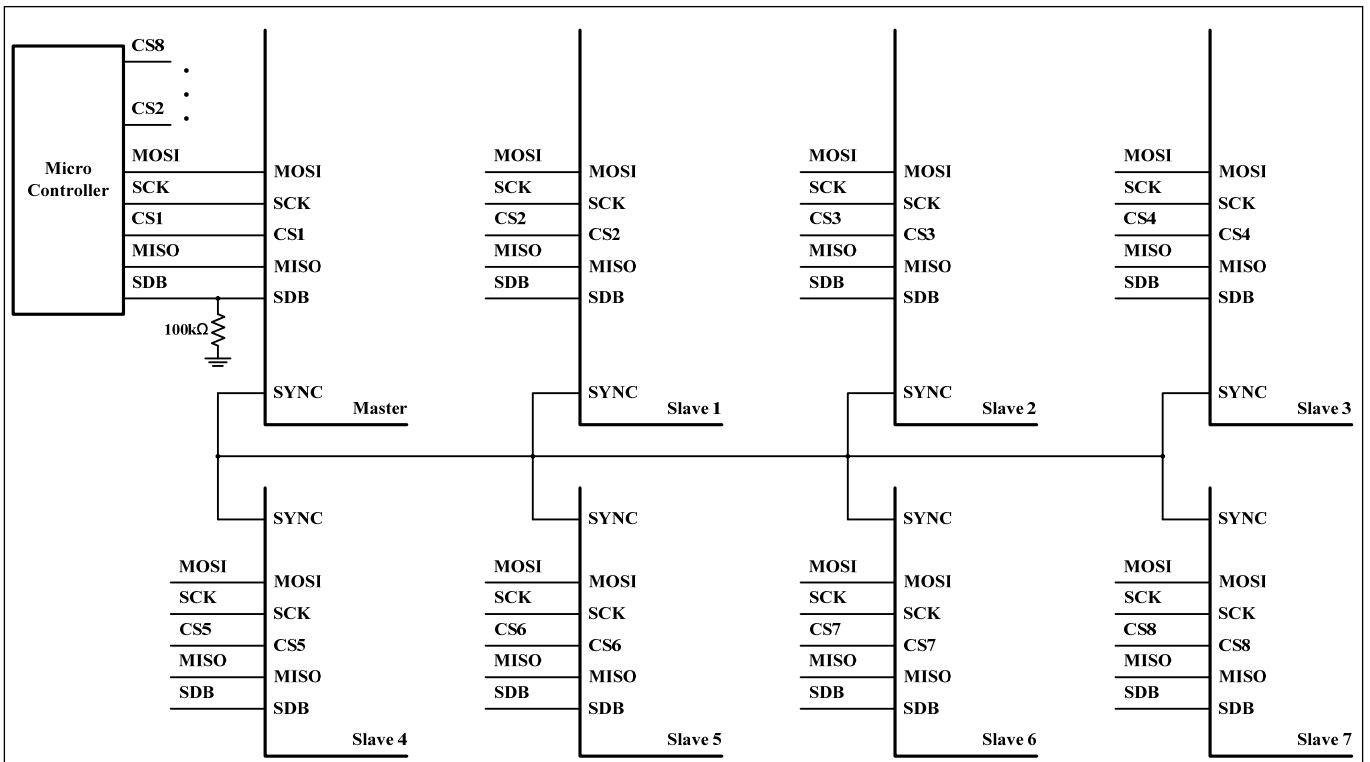 CS8
CS2
Micro
Controller
MOSI
SCK
CS1
MISO
SDB
100kΩ
MOSI
SCK
CS1
MISO
SDB
SYNC
Master
MOSI
SCK
CS2
MISO
SDB
MOSI
SCK
CS2
MISO
SDB
SYNC
Slave 1
MOSI
SCK
CS3
MISO
SDB
MOSI
SCK
CS3
MISO
SDB
SYNC
Slave 2
MOSI
SCK
CS4
MISO
SDB
MOSI
SCK
CS4
MISO
SDB
SYNC
Slave 3
MOSI
SCK
CS5
MISO
SDB
SYNC
MOSI
SCK
CS5
MISO
SDB
Slave 4
MOSI
SCK
CS6
MISO
SDB
SYNC
MOSI
SCK
CS6
MISO
SDB
Slave 5
MOSI
SCK
CS7
MISO
SDB
SYNC
MOSI
SCK
CS7
MISO
SDB
Slave 6
MOSI
SCK
CS8
MISO
SDB
SYNC
MOSI
SCK
CS8
MISO
SDB
Slave 7